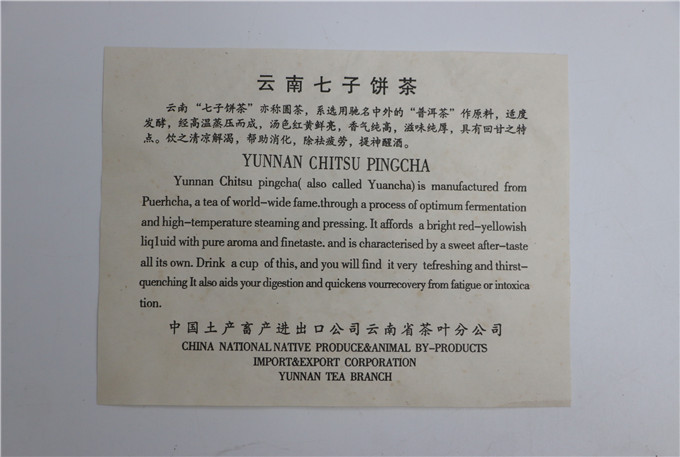 云南七子饼茶
云南“七子饼茶”亦称圆茶，系选用驰名中外的“普洱茶”作原料，适度
发酵，经高温蒸压而成，汤色红黄鲜亮，香气纯高，滋味纯厚，具有回甘之特
点。饮之清凉解渴，帮助消化，除祛疲劳，提神醒酒。
YUNNAN CHITSU PINGCHA
Yunnan Chitsu pingcha( also called Yuancha) is manufactured from
Puerhcha, a tea of world-wide fame.through a process of optimum fermentation
and high-temperature steaming and pressing. It affords a bright red-yellowish
liq1uid with pure aroma and finetaste. and is characterised by a sweet after-taste
all its own. Drink a cup of this, and you will find it very tefreshing and thirst-
quenching It also aids your digestion and quickens vourrecovery from fatigue or intoxica
tion.
中国土产畜产进出口公司云南省茶叶分公司
CHINA NATIONAL NATIVE PRODUCE&ANIMAL BY-PRODUCTS
IMPORT&EXPORT CORPORATION
YUNNAN TEA BRANCH